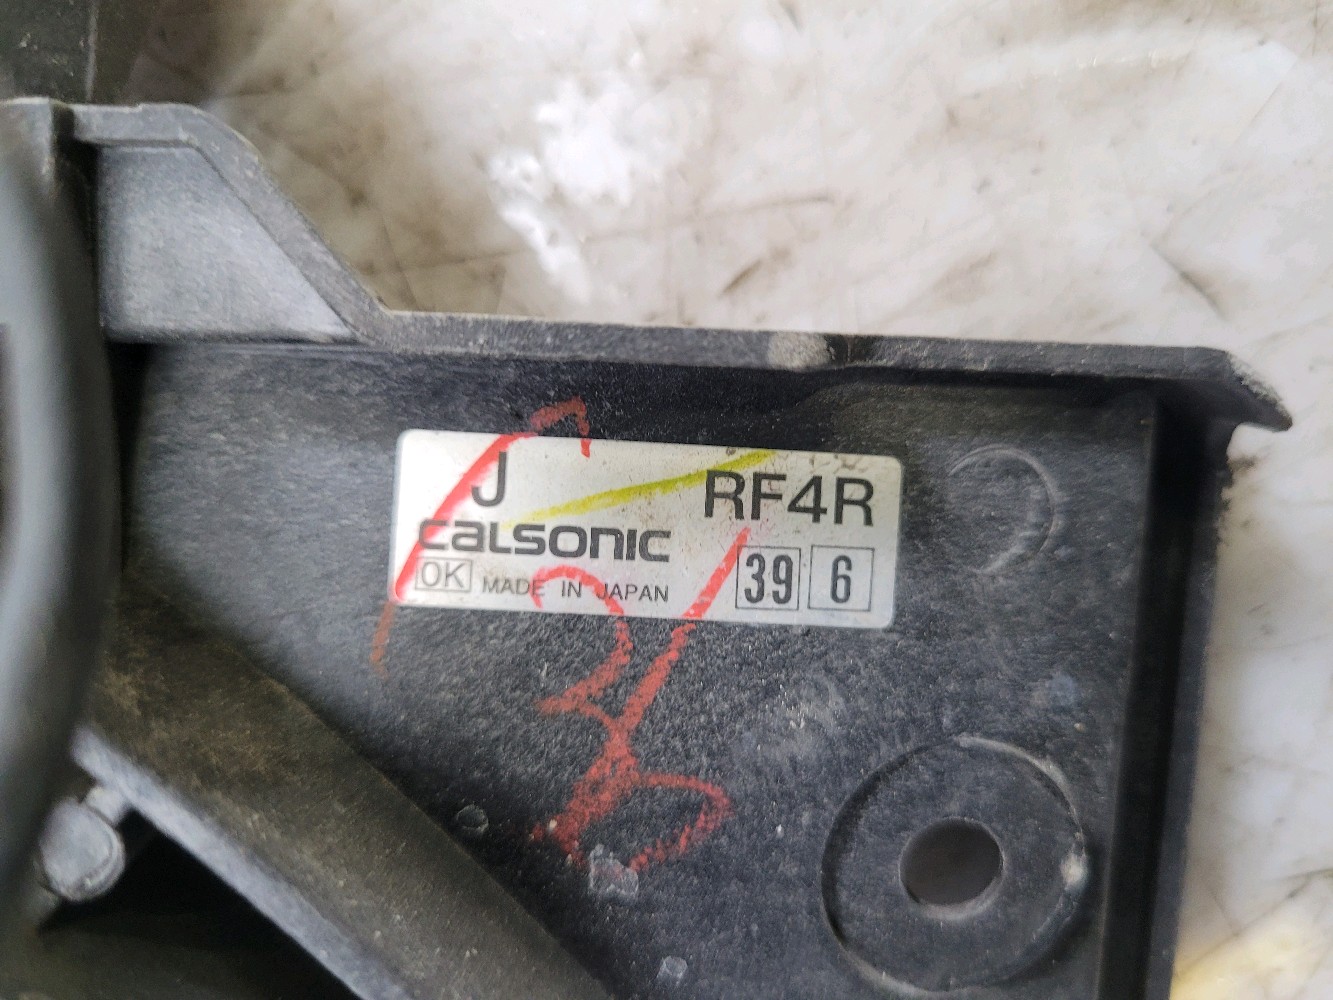 J RF4R
calsonic
OK MADE IN JAPAN 39 6